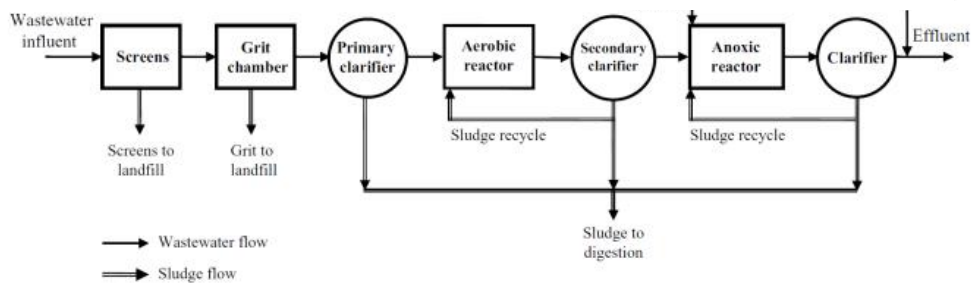 Wastewater
influent
Screens
Grit
chamber
Primary
clarifier
Aerobic
reactor
Secondary
clarifier
Anoxic
reactor
Clarifier
Effluent
Sludge recycle
Sludge recycle
Screens to
landfill
Grit to
landfill
Sludge to
digestion
Wastewater flow
Sludge flow